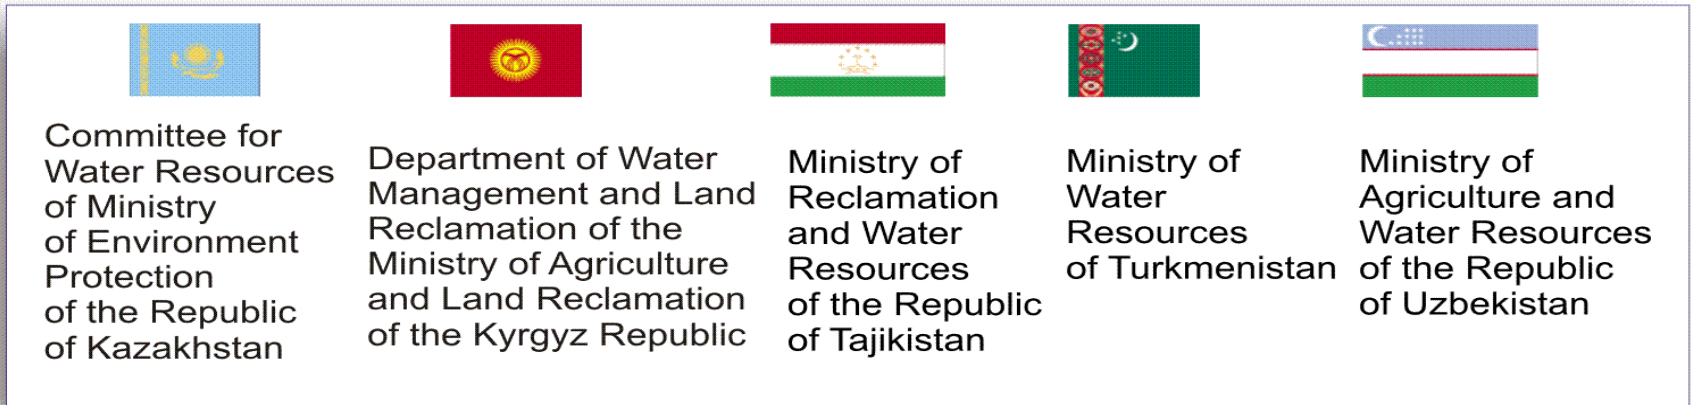 Committee for
Water Resources
of Ministry
of Environment
Protection
of the Republic
of Kazakhstan
Department of Water
Management and Land
Reclamation of the
Ministry of Agriculture
and Land Reclamation
of the Kyrgyz Republic
Ministry of
Reclamation
and Water
Resources
of the Republic
of Tajikistan
Ministry of
Water
Resources
of Turkmenistan
Ministry of
Agriculture and
Water Resources
of the Republic
of Uzbekistan